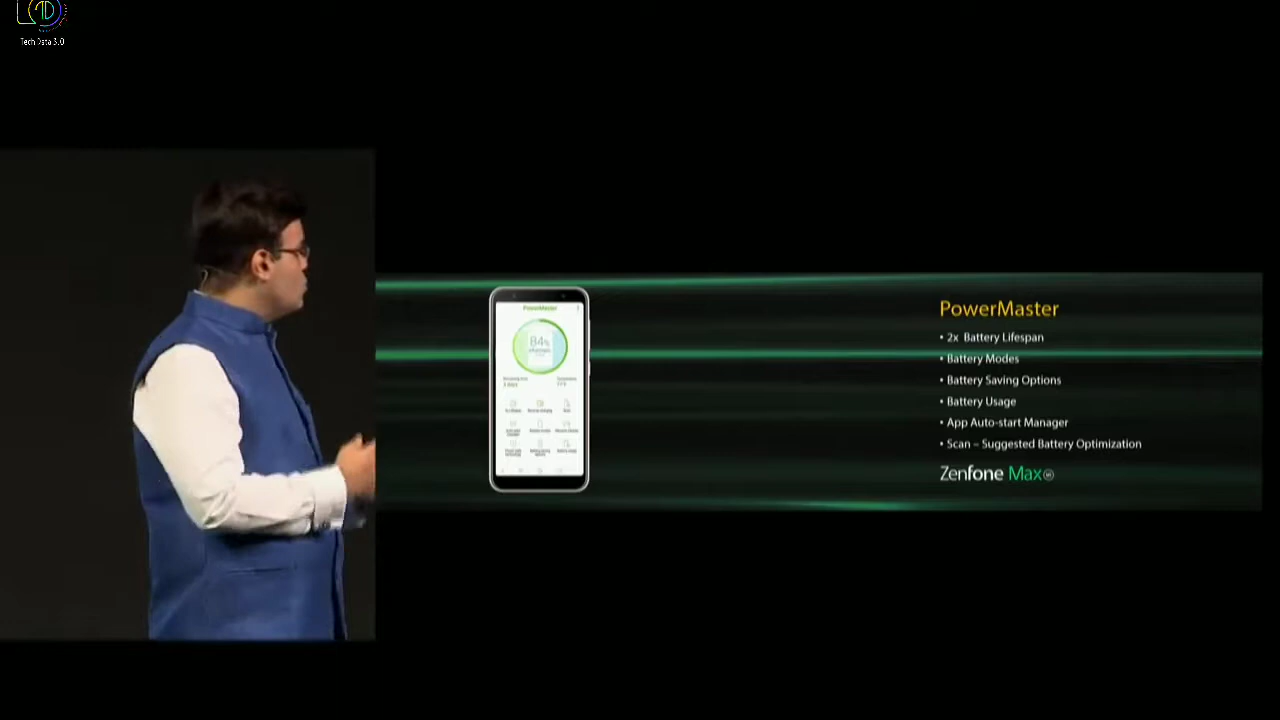 Tech Data 3.0
PowerMaster
84%
PowerMaster
• 2x Battery Lifespan
• Battery Modes
• Battery Saving Options
• Battery Usage
• App Auto-start Manager
• Scan – Suggested Battery Optimization
Zenfone Max